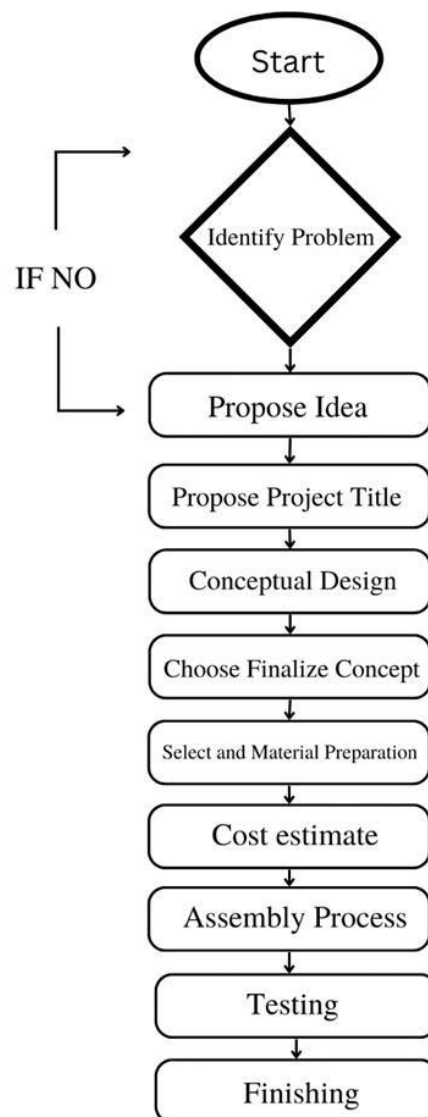 Start
Identify Problem
IF NO
Propose Idea
Propose Project Title
Conceptual Design
Choose Finalize Concept
Select and Material Preparation
Cost estimate
Assembly Process
Testing
Finishing